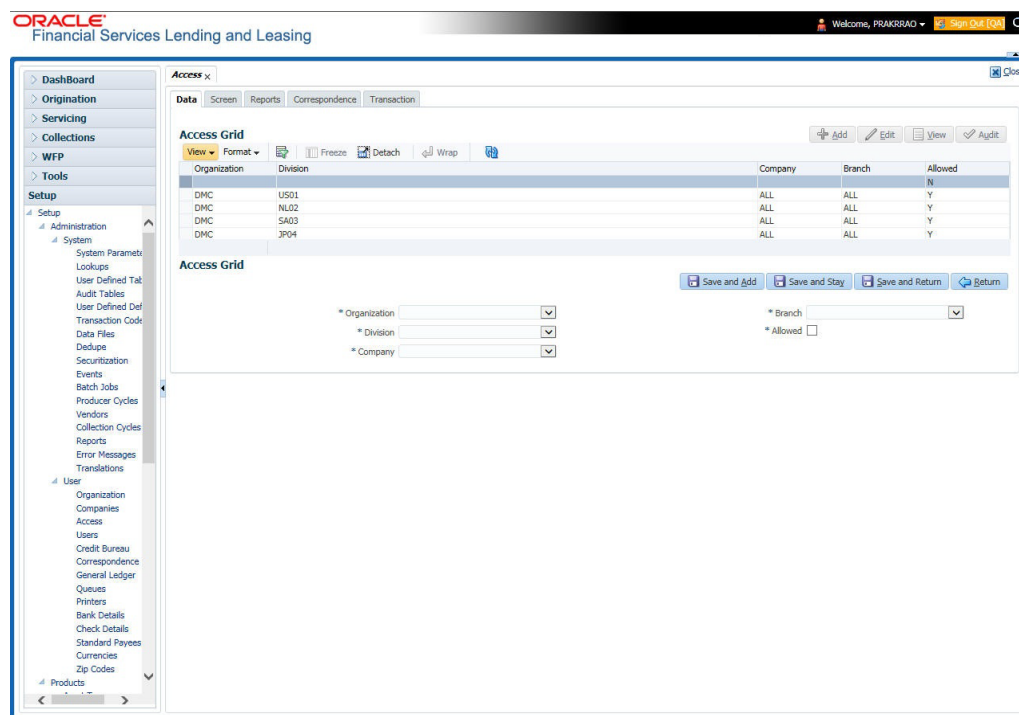 ORACLE
Financial Services Lending and Leasing
Welcome, PRAKRRAO
Sign Out [QA]
DashBoard
Origination
Servicing
Collections
WFP
Tools
Setup
Setup
Administration
System
System Paramete
Lookups
User Defined Tab
Audit Tables
User Defined Def
Transaction Code
Data Files
Dedupe
Securitization
Events
Batch Jobs
Producer Cycles
Vendors
Collection Cycles
Reports
Error Messages
Translations
User
Organization
Companies
Access
Users
Credit Bureau
Correspondence
General Ledger
Queues
Printers
Bank Details
Check Details
Standard Payees
Currencies
Zip Codes
Products
Access x
Clos
Data Screen Reports Correspondence Transaction
Access Grid
Add Edit View Audit
View Format Freeze Detach Wrap
Organization Division Company Branch Allowed
N
DMC US01 ALL ALL Y
DMC NL02 ALL ALL Y
DMC SA03 ALL ALL Y
DMC JP04 ALL ALL Y
Access Grid
Save and Add Save and Stay Save and Return Return
* Organization
* Division
* Company
* Branch
* Allowed